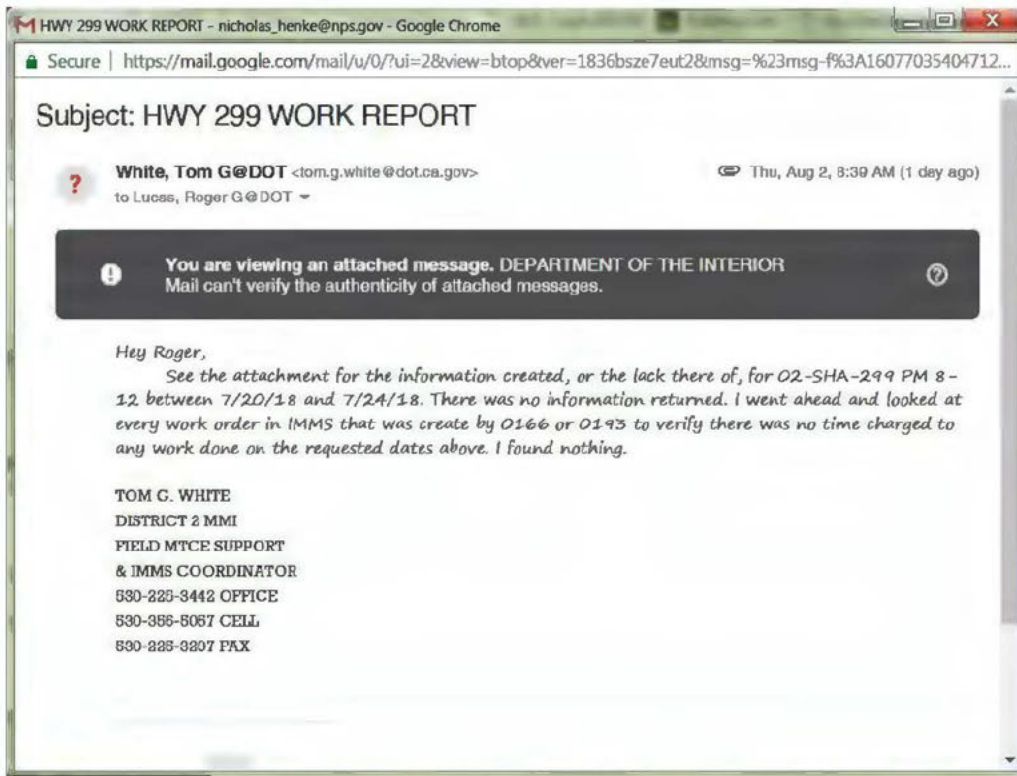 HWY 299 WORK REPORT - nicholas_henke@nps.gov - Google Chrome
Secure | https://mail.google.com/mail/u/0/?ui=2&view=btop&ver=1836bsze7eut2&msg=%23msg-f%3A16077035404712...
Subject: HWY 299 WORK REPORT
White, Tom G@DOT <tom.g.white@dot.ca.gov>
Thu, Aug 2, 8:39 AM (1 day ago)
to Lucas, Roger G@DOT
You are viewing an attached message. DEPARTMENT OF THE INTERIOR
Mail can't verify the authenticity of attached messages.
Hey Roger,
See the attachment for the information created, or the lack there of, for 02-SHA-299 PM 8-
12 between 7/20/18 and 7/24/18. There was no information returned. I went ahead and looked at
every work order in IMMS that was create by 0166 or 0193 to verify there was no time charged to
any work done on the requested dates above. I found nothing.
TOM G. WHITE
DISTRICT 2 MMI
FIELD MTCE SUPPORT
& IMMS COORDINATOR
530-225-3442 OFFICE
530-356-5057 CELL
530-225-3207 FAX